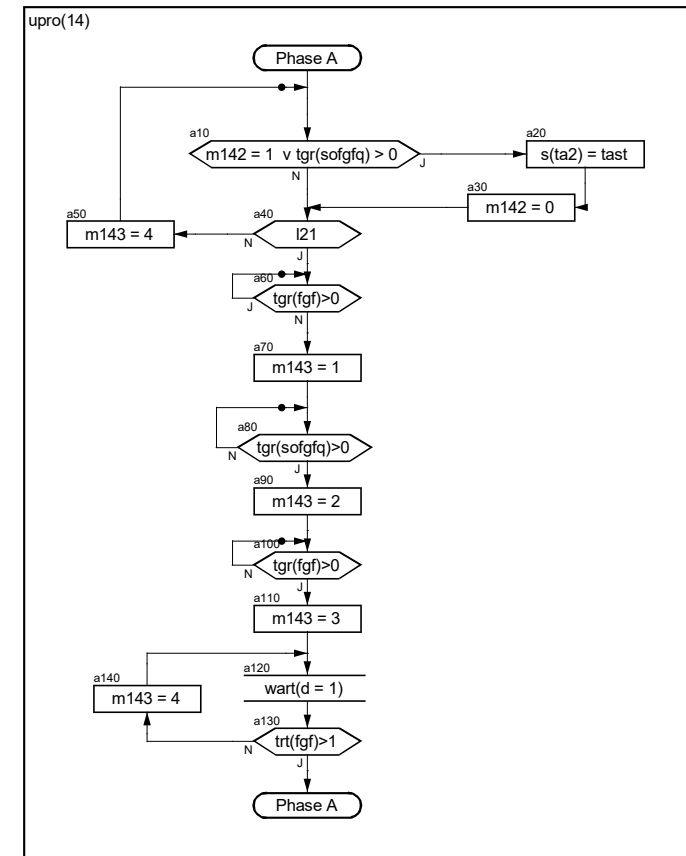 upro(14)
Phase A
a10
m142 = 1 v tgr(sofgfq) > 0
J
N
a20
s(ta2) = tast
a30
m142 = 0
a50
m143 = 4
a40
l21
N
J
a60
tgr(fgf)>0
J
N
a70
m143 = 1
a80
tgr(sofgfq)>0
N
J
a90
m143 = 2
a100
tgr(fgf)>0
N
J
a110
m143 = 3
a120
wart(d = 1)
a140
m143 = 4
a130
trt(fgf)>1
N
J
Phase A